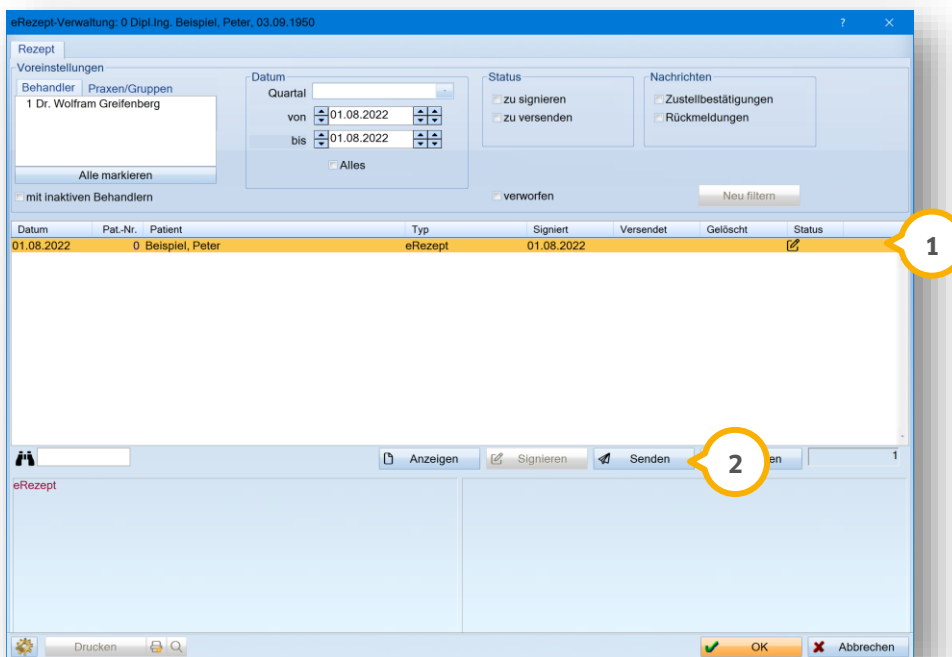 eRezept-Verwaltung: 0 Dipl.Ing. Beispiel, Peter, 03.09.1950
Rezept
Voreinstellungen
Behandler Praxen/Gruppen
1 Dr. Wolfram Greifenberg
Alle markieren
mit inaktiven Behandlern
Datum
Quartal
von 01.08.2022
bis 01.08.2022
Alles
Status
zu signieren
zu versenden
verworfen
Nachrichten
Zustellbestätigungen
Rückmeldungen
Neu filtern
Datum Pat.-Nr. Patient Typ Signiert Versendet Gelöscht Status
01.08.2022 0 Beispiel, Peter eRezept 01.08.2022
1
Anzeigen Signieren Senden 2 en 1
eRezept
Drucken OK Abbrechen